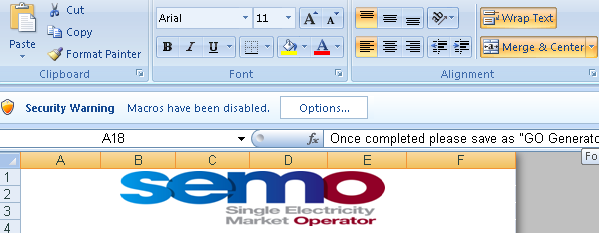 Cut
Copy
Paste
Format Painter
Clipboard
Arial
11
A A
B I U
A
Font
Wrap Text
Merge & Center
Alignment
Security Warning Macros have been disabled. Options...
A18
fx
Once completed please save as "GO Generato
Fo
A B C D E F
1
2
3
4
semo
Single Electricity
Market Operator